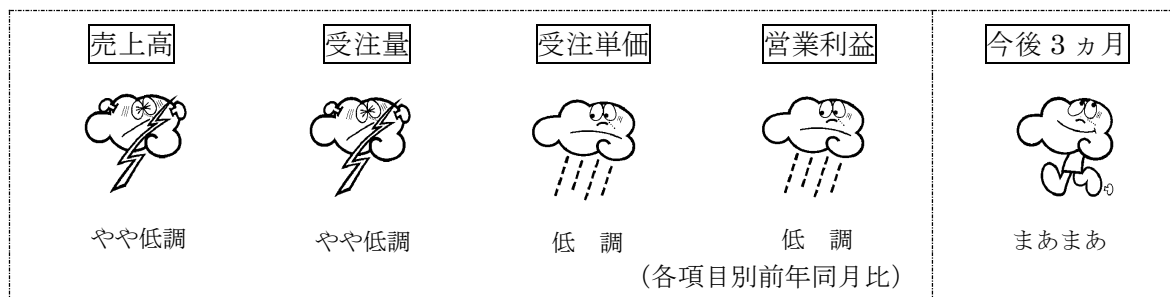 売上高 受注量 受注単価 営業利益 今後3ヵ月
やや低調 やや低調 低 調 低 調 まあまあ
(各項目別前年同月比)